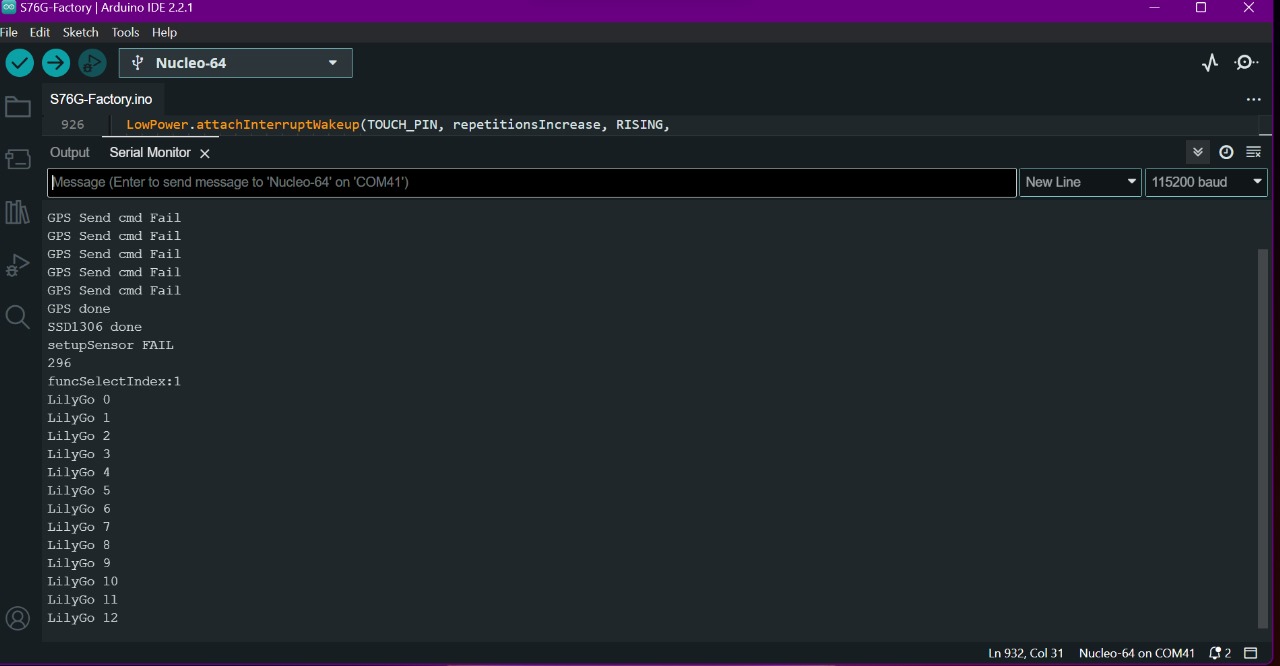 S76G-Factory | Arduino IDE 2.2.1
File Edit Sketch Tools Help
Nucleo-64
S76G-Factory.ino
926 LowPower.attachInterruptWakeup(TOUCH_PIN, repetitionsIncrease, RISING,
Output Serial Monitor
Message (Enter to send message to 'Nucleo-64' on 'COM41') New Line 115200 baud
GPS Send cmd Fail
GPS Send cmd Fail
GPS Send cmd Fail
GPS Send cmd Fail
GPS Send cmd Fail
GPS done
SSD1306 done
setupSensor FAIL
296
funcSelectIndex:1
LilyGo 0
LilyGo 1
LilyGo 2
LilyGo 3
LilyGo 4
LilyGo 5
LilyGo 6
LilyGo 7
LilyGo 8
LilyGo 9
LilyGo 10
LilyGo 11
LilyGo 12
Ln 932, Col 31 Nucleo-64 on COM41 2